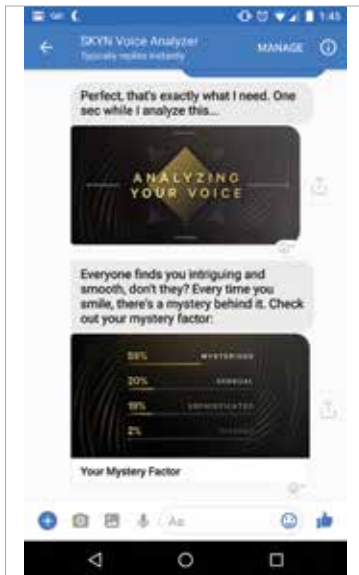 1:45
SKYN Voice Analyzer
MANAGE
Typically replies instantly
Perfect, that's exactly what I need. One
sec while I analyze this...
ANALYZING
YOUR VOICE
Everyone finds you intriguing and
smooth, don't they? Every time you
smile, there's a mystery behind it. Check
out your mystery factor:
59% MYSTERIOUS
20% SENSUAL
19% SOPHISTICATED
2%
Your Mystery Factor
Aa